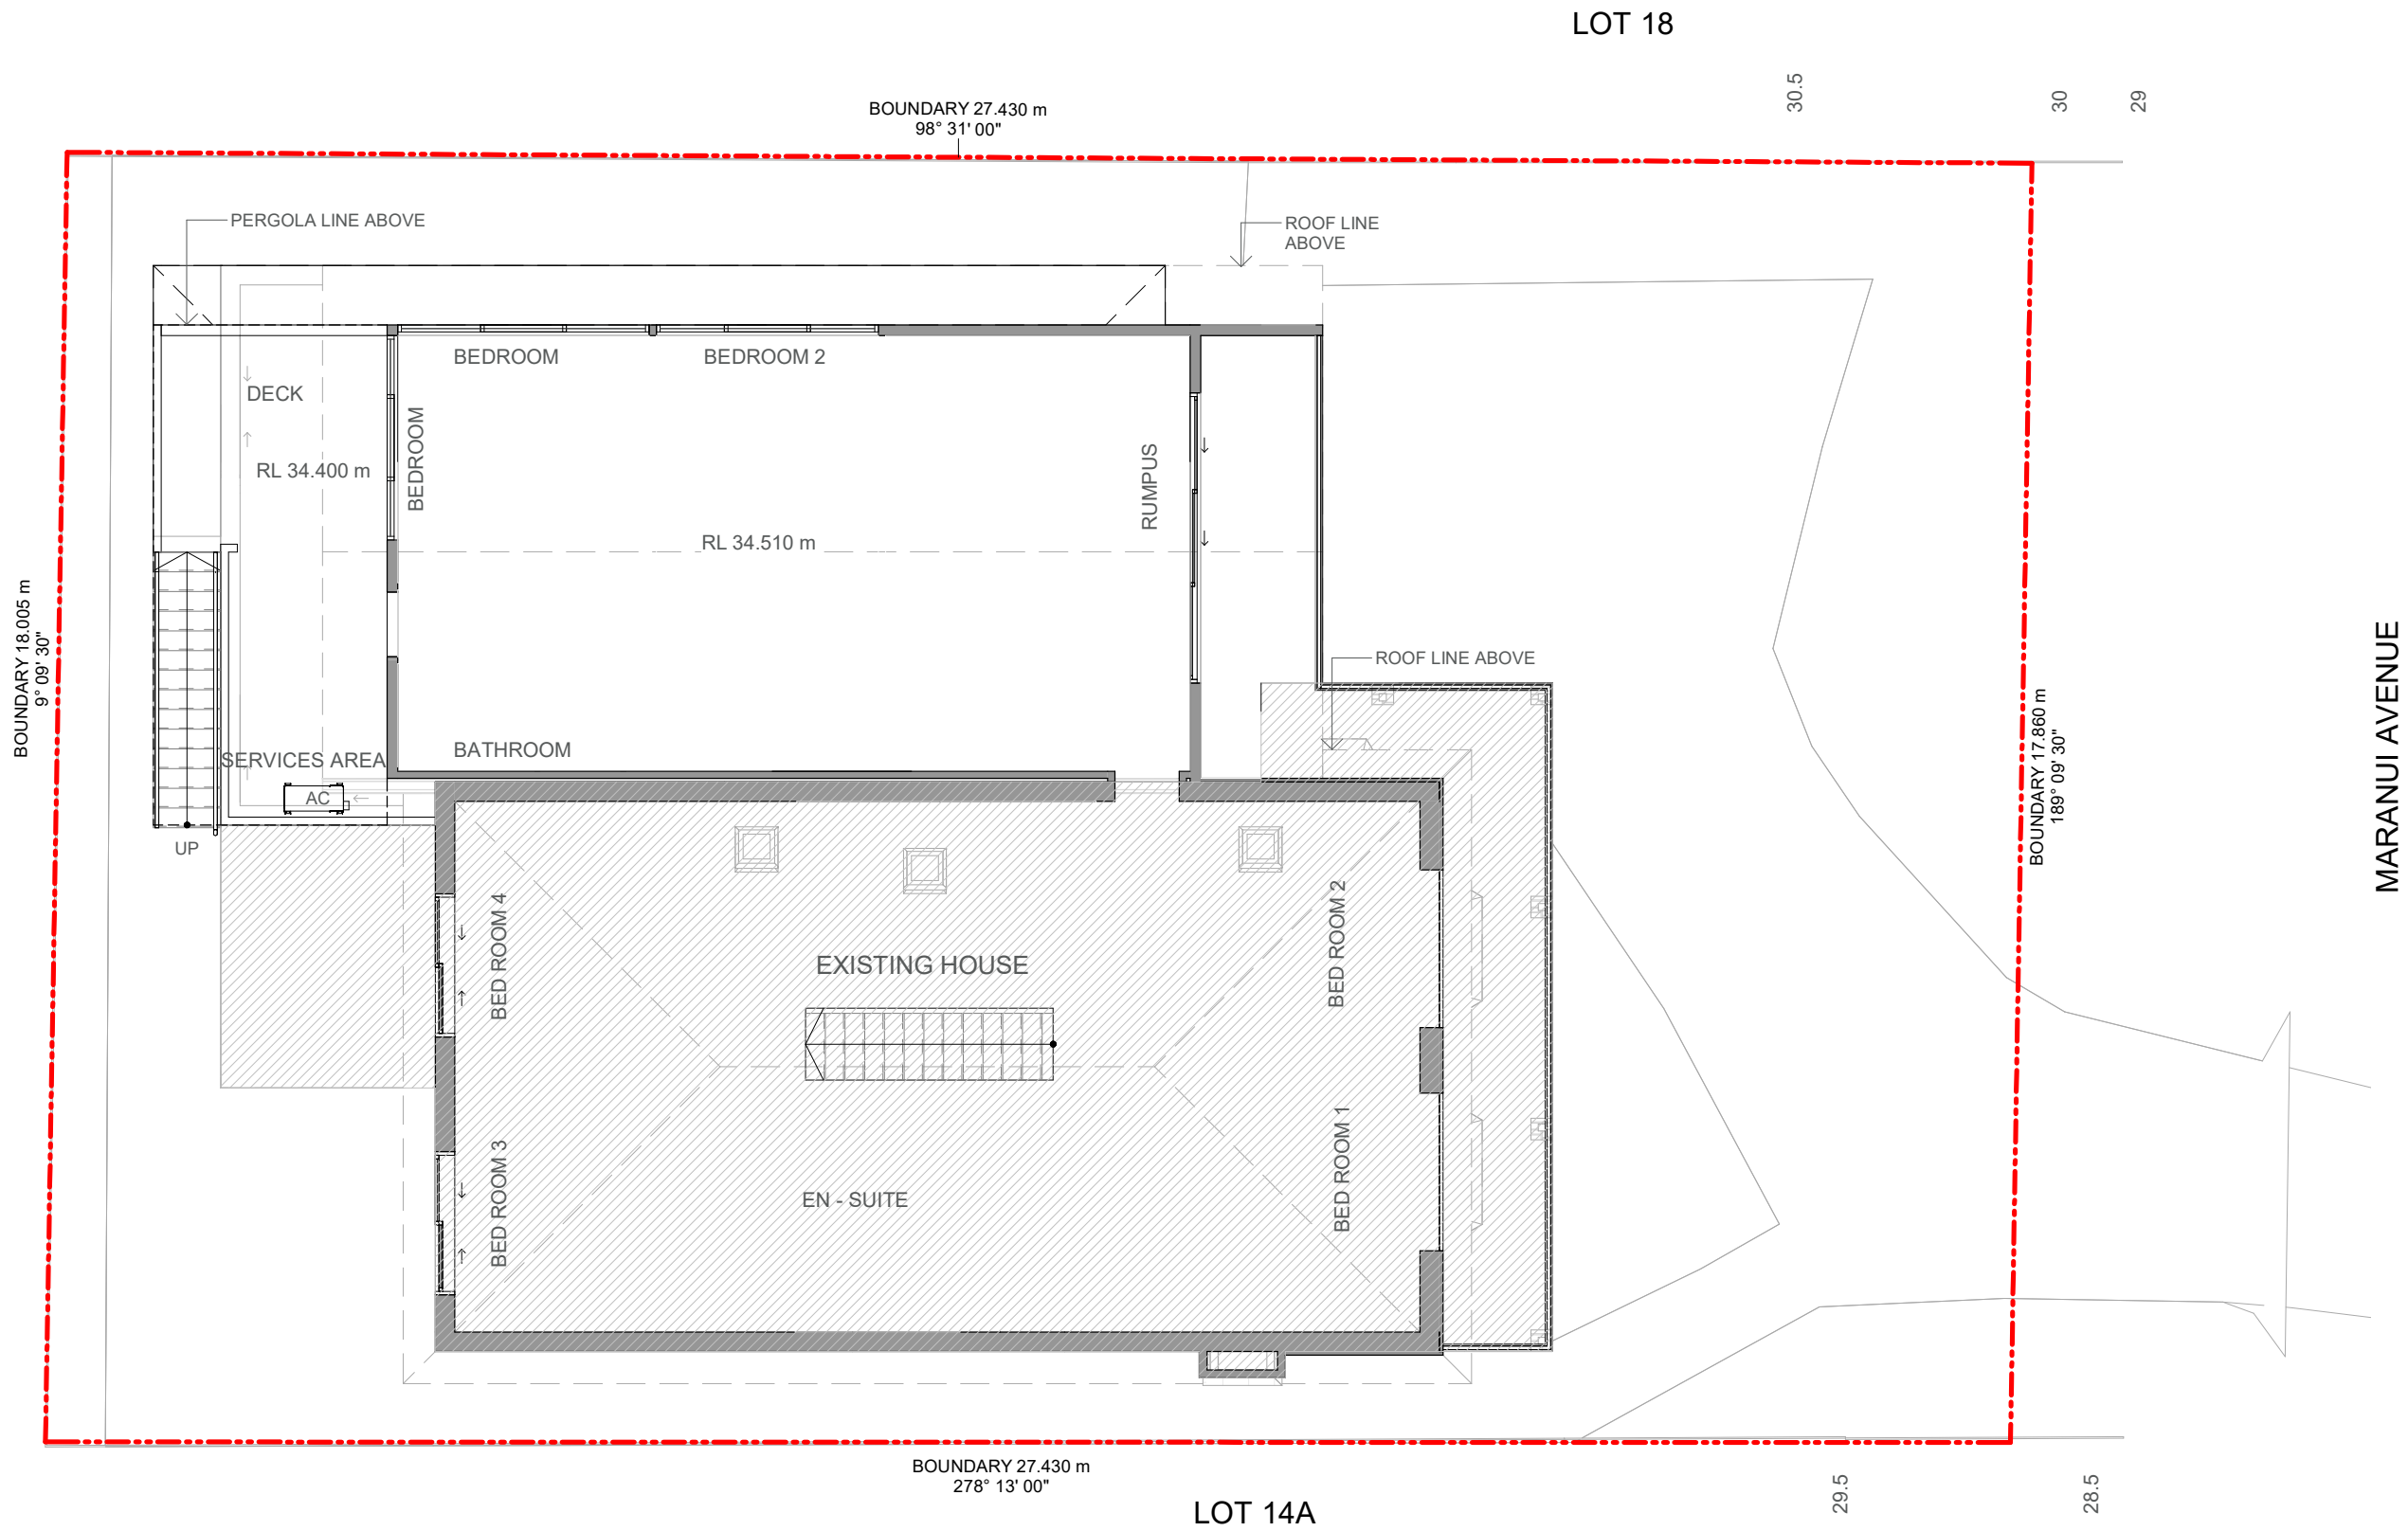 LOT 18
30.5
30
29
BOUNDARY 27.430 m
98° 31' 00"
PERGOLA LINE ABOVE
ROOF LINE
ABOVE
BEDROOM
BEDROOM 2
DECK
BEDROOM
RUMPUS
RL 34.400 m
RL 34.510 m
BOUNDARY 18.005 m
9° 09' 30"
ROOF LINE ABOVE
MARANUI AVENUE
BOUNDARY 17.860 m
189° 09' 30"
BATHROOM
SERVICES AREA
AC
UP
BED ROOM 4
BED ROOM 2
EXISTING HOUSE
BED ROOM 3
BED ROOM 1
EN - SUITE
BOUNDARY 27.430 m
278° 13' 00"
29.5
28.5
LOT 14A